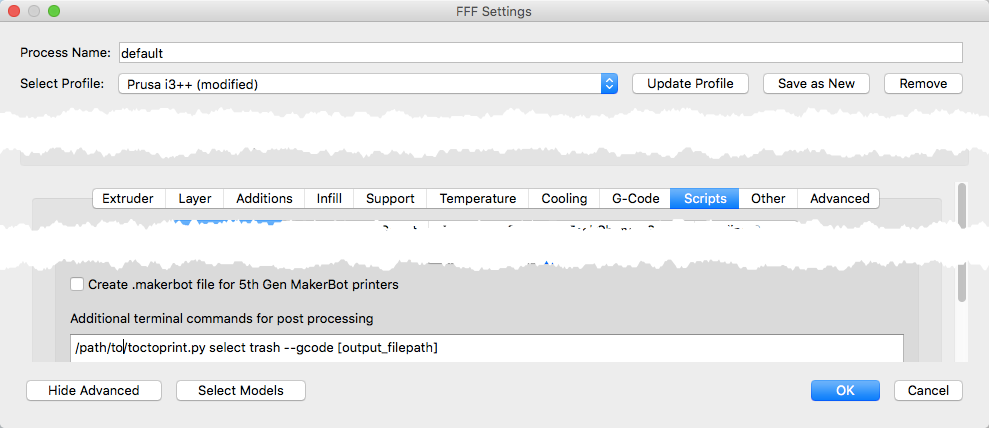 FFF Settings
Process Name: default
Select Profile: Prusa i3++ (modified) Update Profile Save as New Remove
Extruder Layer Additions Infill Support Temperature Cooling G-Code Scripts Other Advanced
Create .makerbot file for 5th Gen MakerBot printers
Additional terminal commands for post processing
/path/to/toctoprint.py select trash --gcode [output_filepath]
Hide Advanced Select Models OK Cancel